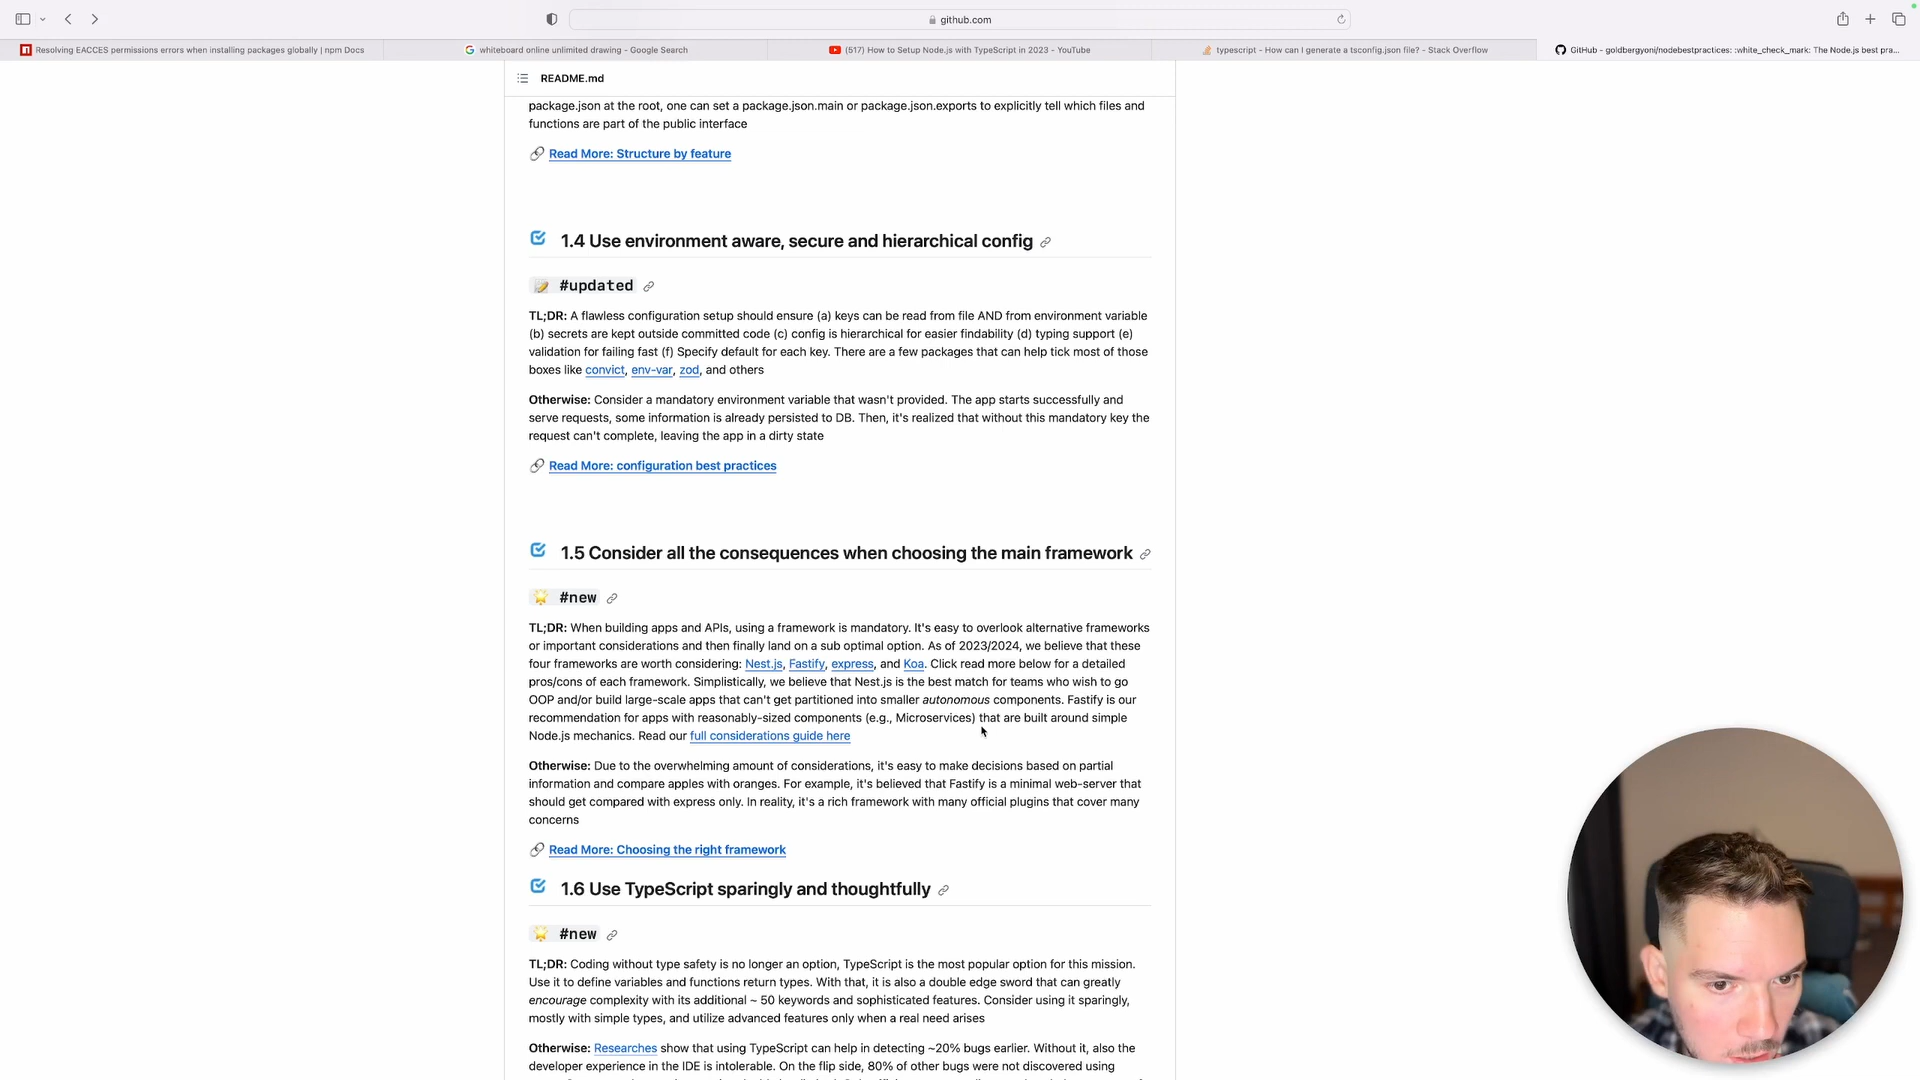 github.com
Resolving EACCES permissions errors when installing packages globally | npm Docs
whiteboard online unlimited drawing - Google Search
(517) How to Setup Node.js with TypeScript in 2023 - YouTube
typescript - How can I generate a tsconfig.json file? - Stack Overflow
GitHub - goldbergyoni/nodebestpractices: :white_check_mark: The Node.js best pra...
README.md
package.json at the root, one can set a package.json.main or package.json.exports to explicitly tell which files and
functions are part of the public interface
Read More: Structure by feature
1.4 Use environment aware, secure and hierarchical config
#updated
TL;DR: A flawless configuration setup should ensure (a) keys can be read from file AND from environment variable
(b) secrets are kept outside committed code (c) config is hierarchical for easier findability (d) typing support (e)
validation for failing fast (f) Specify default for each key. There are a few packages that can help tick most of those
boxes like convict, env-var, zod, and others
Otherwise: Consider a mandatory environment variable that wasn't provided. The app starts successfully and
serve requests, some information is already persisted to DB. Then, it's realized that without this mandatory key the
request can't complete, leaving the app in a dirty state
Read More: configuration best practices
1.5 Consider all the consequences when choosing the main framework
#new
TL;DR: When building apps and APIs, using a framework is mandatory. It's easy to overlook alternative frameworks
or important considerations and then finally land on a sub optimal option. As of 2023/2024, we believe that these
four frameworks are worth considering: Nest.js, Fastify, express, and Koa. Click read more below for a detailed
pros/cons of each framework. Simplistically, we believe that Nest.js is the best match for teams who wish to go
OOP and/or build large-scale apps that can't get partitioned into smaller autonomous components. Fastify is our
recommendation for apps with reasonably-sized components (e.g., Microservices) that are built around simple
Node.js mechanics. Read our full considerations guide here
Otherwise: Due to the overwhelming amount of considerations, it's easy to make decisions based on partial
information and compare apples with oranges. For example, it's believed that Fastify is a minimal web-server that
should get compared with express only. In reality, it's a rich framework with many official plugins that cover many
concerns
Read More: Choosing the right framework
1.6 Use TypeScript sparingly and thoughtfully
#new
TL;DR: Coding without type safety is no longer an option, TypeScript is the most popular option for this mission.
Use it to define variables and functions return types. With that, it is also a double edge sword that can greatly
encourage complexity with its additional ~ 50 keywords and sophisticated features. Consider using it sparingly,
mostly with simple types, and utilize advanced features only when a real need arises
Otherwise: Researches show that using TypeScript can help in detecting ~20% bugs earlier. Without it, also the
developer experience in the IDE is intolerable. On the flip side, 80% of other bugs were not discovered using